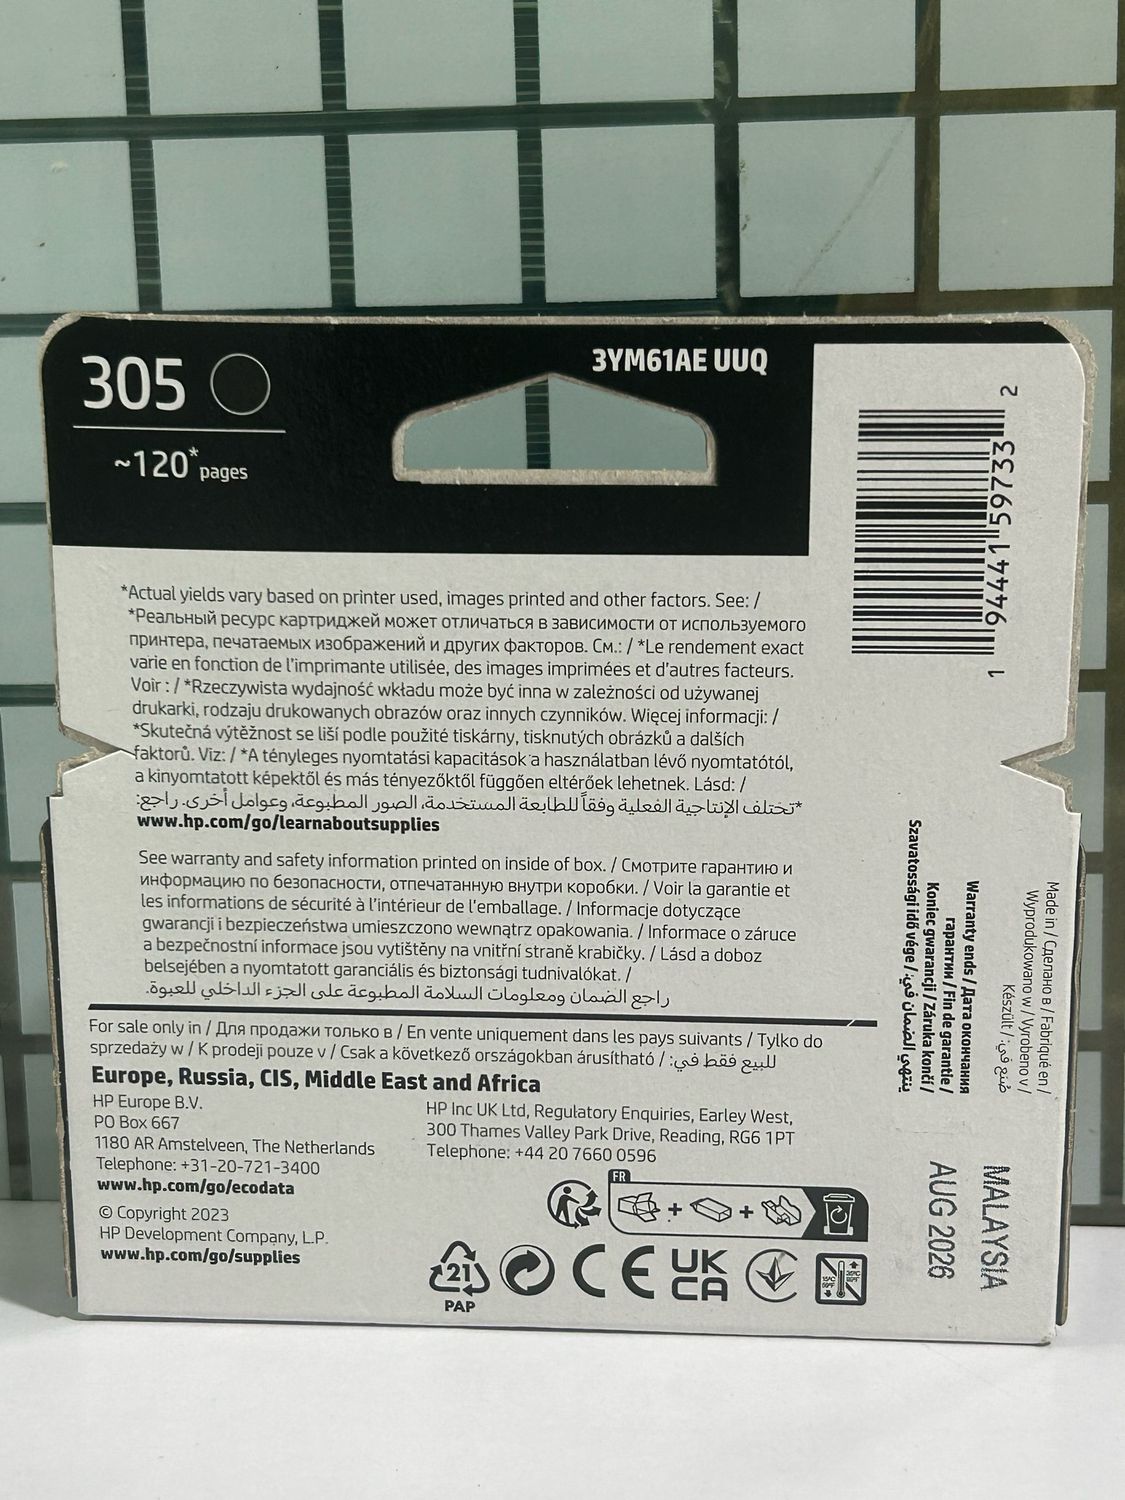 305
~120* pages
3YM61AE UUQ
1 94441 59733 2
*Actual yields vary based on printer used, images printed and other factors. See: /
*Реальный ресурс картриджей может отличаться в зависимости от используемого
принтера, печатаемых изображений и других факторов. См.: / *Le rendement exact
varie en fonction de l'imprimante utilisée, des images imprimées et d'autres facteurs.
Voir : / *Rzeczywista wydajność wkładu może być inna w zależności od używanej
drukarki, rodzaju drukowanych obrazów oraz innych czynników. Więcej informacji: /
*Skutečná výtěžnost se liší podle použité tiskárny, tisknutých obrázků a dalších
faktorů. Viz: / *A tényleges nyomtatási kapacitások a használatban lévő nyomtatótól,
a kinyomtatott képektől és más tényezőktől függően eltérőek lehetnek. Lásd: /
*تختلف الإنتاجية الفعلية وفقاً للطابعة المستخدمة، الصور المطبوعة، وعوامل أخرى. راجع:
www.hp.com/go/learnaboutsupplies
See warranty and safety information printed on inside of box. / Смотрите гарантию и
информацию по безопасности, отпечатанную внутри коробки. / Voir la garantie et
les informations de sécurité à l'intérieur de l'emballage. / Informacje dotyczące
gwarancji i bezpieczeństwa umieszczono wewnątrz opakowania. / Informace o záruce
a bezpečnostní informace jsou vytištěny na vnitřní straně krabičky. / Lásd a doboz
belsejében a nyomtatott garanciális és biztonsági tudnivalókat. /
راجع الضمان ومعلومات السلامة المطبوعة على الجزء الداخلي للعبوة.
For sale only in / Для продажи только в / En vente uniquement dans les pays suivants / Tylko do
sprzedaży w / K prodeji pouze v / Csak a következő országokban árusítható / للبيع فقط في:
Europe, Russia, CIS, Middle East and Africa
HP Europe B.V.
PO Box 667
1180 AR Amstelveen, The Netherlands
Telephone: +31-20-721-3400
www.hp.com/go/ecodata
© Copyright 2023
HP Development Company, L.P.
www.hp.com/go/supplies
HP Inc UK Ltd, Regulatory Enquiries, Earley West,
300 Thames Valley Park Drive, Reading, RG6 1PT
Telephone: +44 20 7660 0596
FR
21
PAP
CE
UK
CA
15°C
59°F
35°C
95°F
Made in / Сделано в / Fabriqué en /
Wyprodukowano w / Vyrobeno v /
Készült / صُنع في:
MALAYSIA
Warranty ends / Дата окончания
гарантии / Fin de garantie /
Koniec gwarancji / Záruka končí /
Szavatossági idő vége / ينتهي الضمان في:
AUG 2026